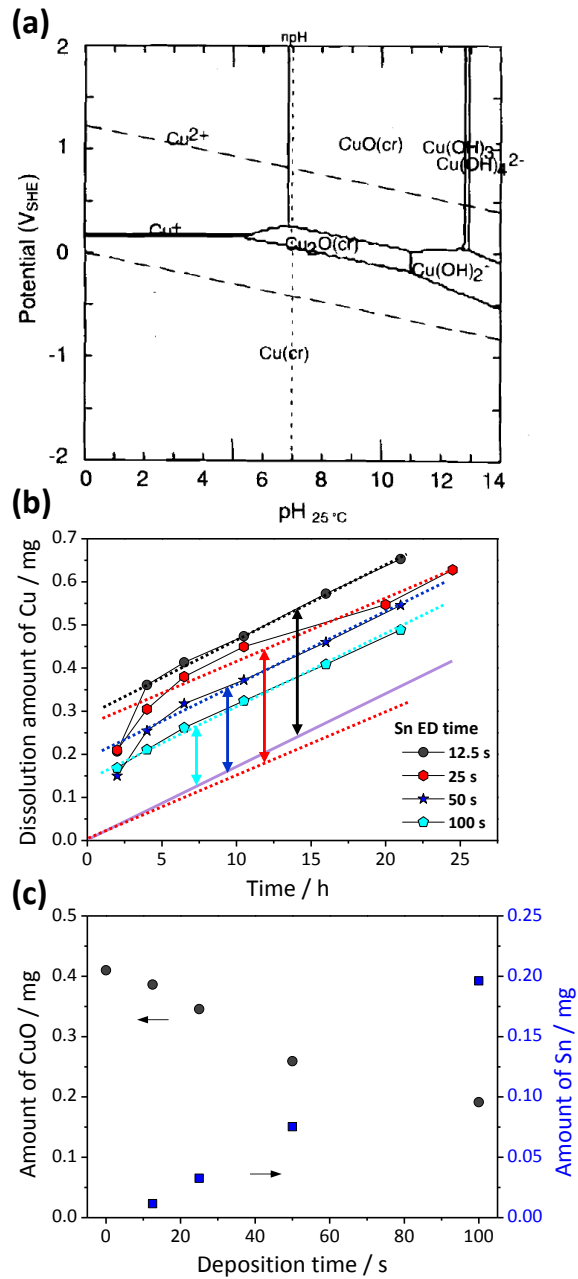 (a)
npH
2
1
0
-1
-2
Potential (V_SHE)
Cu2+
CuO(cr)
Cu(OH)3-
Cu(OH)42-
Cu+
Cu2O(cr)
Cu(OH)2-
Cu(cr)
0 2 4 6 8 10 12 14
pH 25 °C
(b)
0.7
0.6
0.5
0.4
0.3
0.2
0.1
0.0
Dissolution amount of Cu / mg
Sn ED time
12.5 s
25 s
50 s
100 s
0 5 10 15 20 25
Time / h
(c)
0.5
0.4
0.3
0.2
0.1
0.0
Amount of CuO / mg
0.25
0.20
0.15
0.10
0.05
0.00
Amount of Sn / mg
0 20 40 60 80 100
Deposition time / s